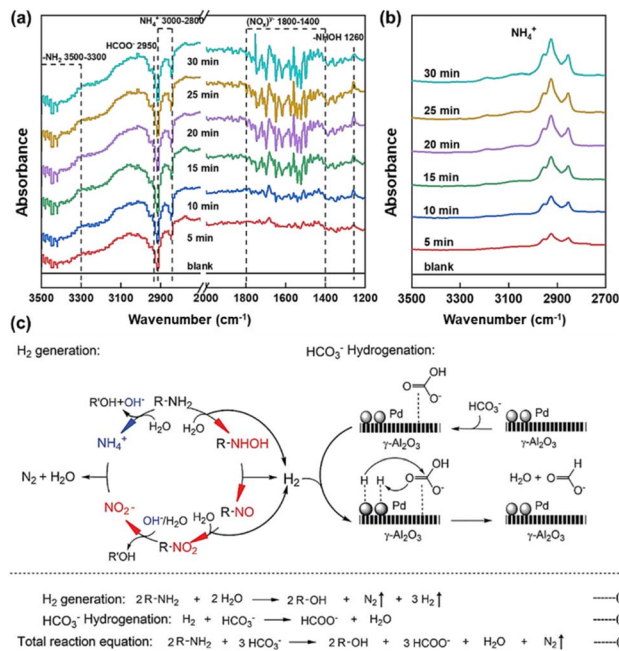 (a)
-NH₂ 3500-3300
HCOO⁻ 2950
NH₄⁺ 3000-2800
(NOₓ)ʸ⁻ 1800-1400
-NHOH 1260
30 min
25 min
20 min
15 min
10 min
5 min
blank
Absorbance
3500 3300 3100 2900 2000 1800 1600 1400 1200
Wavenumber (cm⁻¹)
(b)
NH₄⁺
30 min
25 min
20 min
15 min
10 min
5 min
blank
Absorbance
3500 3300 3100 2900 2700
Wavenumber (cm⁻¹)
(c)
H₂ generation:
R'OH+OH⁻
R-NH₂
H₂O
H₂O
NH₄⁺
R-NHOH
N₂ + H₂O
H₂
NO₂⁻
R-NO
OH⁻/H₂O
H₂O
R-NO₂
R'OH
HCO₃⁻ Hydrogenation:
OH
O
O⁻
Pd
γ-Al₂O₃
HCO₃⁻
Pd
γ-Al₂O₃
H H O OH
O⁻
Pd
γ-Al₂O₃
H₂O + O H
O⁻
Pd
γ-Al₂O₃
H₂ generation: 2R-NH₂ + 2H₂O → 2R-OH + N₂↑ + 3H₂↑ -----(
HCO₃⁻ Hydrogenation: H₂ + HCO₃⁻ → HCOO⁻ + H₂O -----(
Total reaction equation: 2R-NH₂ + 3HCO₃⁻ → 2R-OH + 3HCOO⁻ + H₂O + N₂↑ -----(